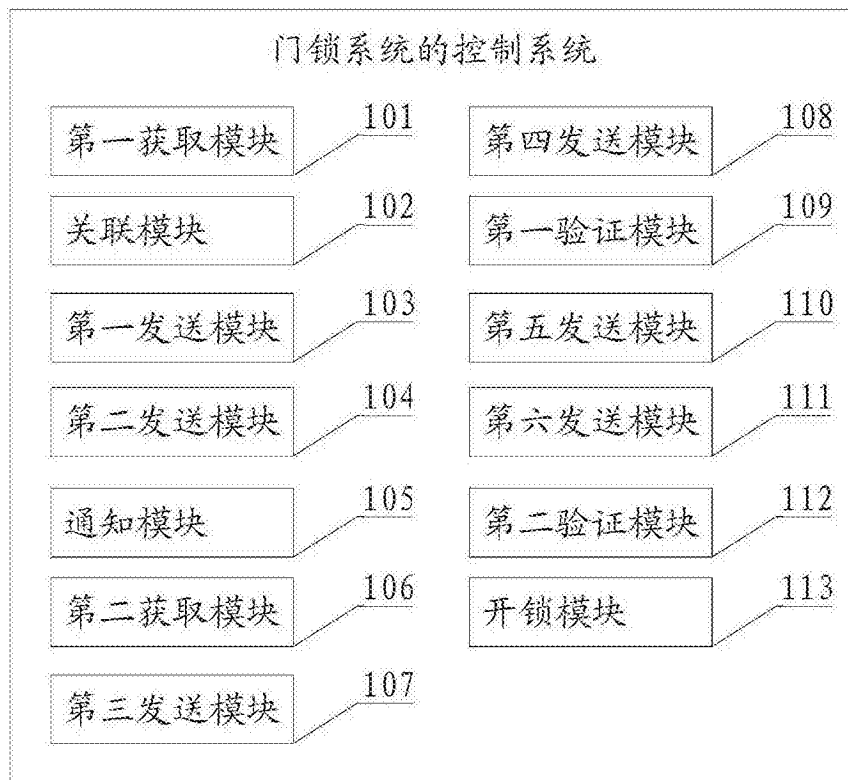 门锁系统的控制系统
第一获取模块
101
关联模块
102
第一发送模块
103
第二发送模块
104
通知模块
105
第二获取模块
106
第三发送模块
107
第四发送模块
108
第一验证模块
109
第五发送模块
110
第六发送模块
111
第二验证模块
112
开锁模块
113